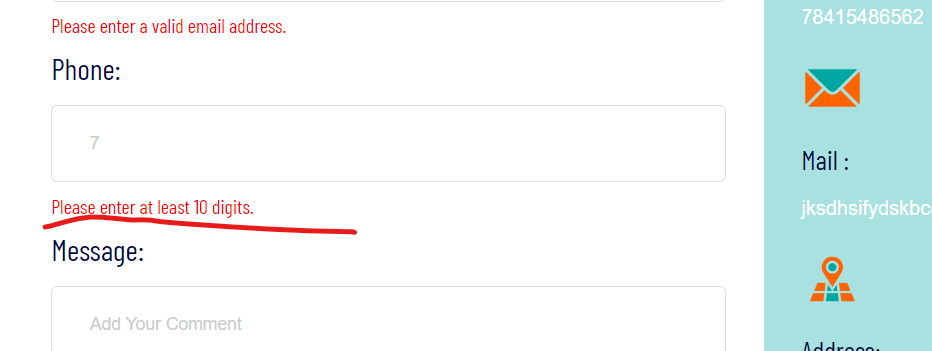 Please enter a valid email address.
Phone:
7
Please enter at least 10 digits.
Message:
Add Your Comment
78415486562
Mail :
jksdhsifydskbc
Address: